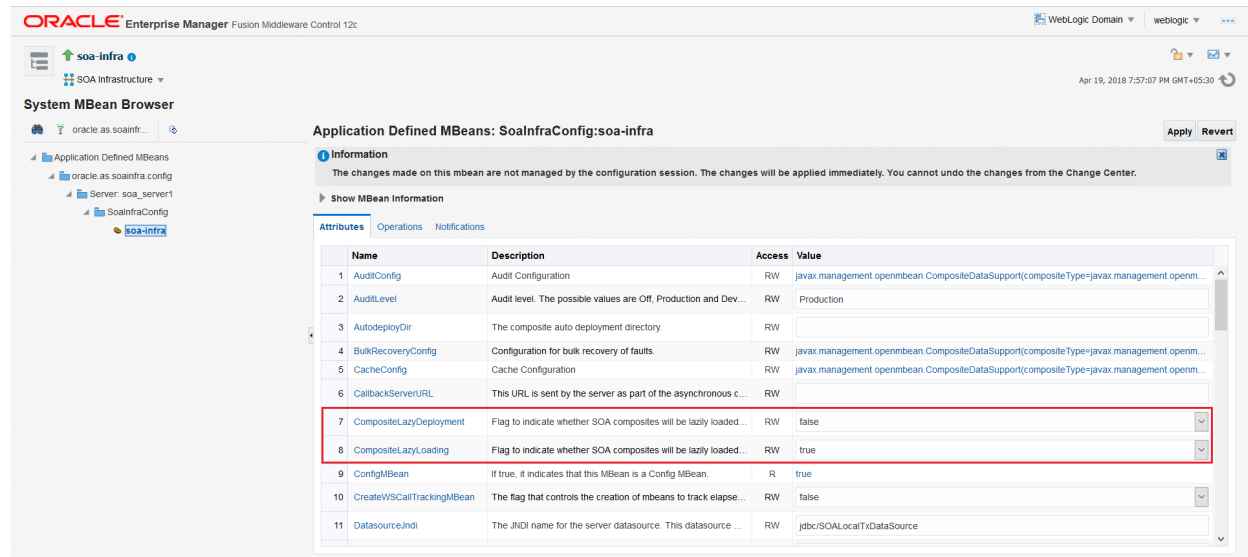 ORACLE® Enterprise Manager Fusion Middleware Control 12c
WebLogic Domain weblogic
soa-infra
SOA Infrastructure
Apr 19, 2018 7:57:07 PM GMT+05:30
System MBean Browser
oracle.as.soainfr...
Application Defined MBeans
oracle.as.soainfra.config
Server: soa_server1
SoaInfraConfig
soa-infra
Application Defined MBeans: SoaInfraConfig:soa-infra
Apply Revert
Information
The changes made on this mbean are not managed by the configuration session. The changes will be applied immediately. You cannot undo the changes from the Change Center.
Show MBean Information
Attributes Operations Notifications
Name Description Access Value
1 AuditConfig Audit Configuration RW javax.management.openmbean.CompositeDataSupport(compositeType=javax.management.openm...
2 AuditLevel Audit level. The possible values are Off, Production and Dev... RW Production
3 AutodeployDir The composite auto deployment directory. RW
4 BulkRecoveryConfig Configuration for bulk recovery of faults. RW javax.management.openmbean.CompositeDataSupport(compositeType=javax.management.openm...
5 CacheConfig Cache Configuration RW javax.management.openmbean.CompositeDataSupport(compositeType=javax.management.openm...
6 CallbackServerURL This URL is sent by the server as part of the asynchronous c... RW
7 CompositeLazyDeployment Flag to indicate whether SOA composites will be lazily loaded... RW false
8 CompositeLazyLoading Flag to indicate whether SOA composites will be lazily loaded... RW true
9 ConfigMBean If true, it indicates that this MBean is a Config MBean. R true
10 CreateWSCallTrackingMBean The flag that controls the creation of mbeans to track elapse... RW false
11 DatasourceJndi The JNDI name for the server datasource. This datasource ... RW jdbc/SOALocalTxDataSource